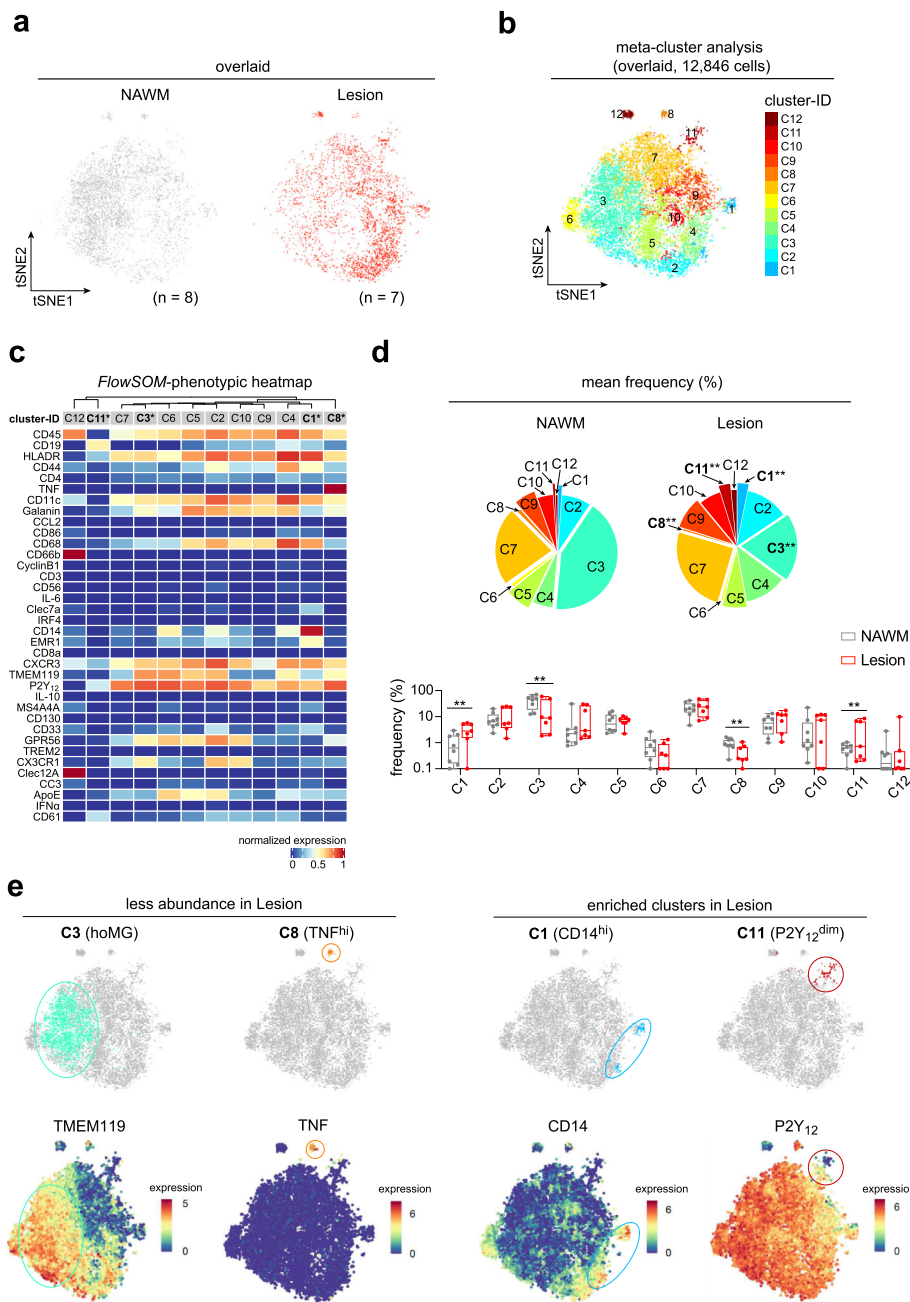 a
overlaid
NAWM
Lesion
tSNE2
tSNE1
(n = 8)
(n = 7)
b
meta-cluster analysis
(overlaid, 12,846 cells)
12
8
11
7
3
9
6
10
1
4
5
2
tSNE2
tSNE1
cluster-ID
C12
C11
C10
C9
C8
C7
C6
C5
C4
C3
C2
C1
c
FlowSOM-phenotypic heatmap
cluster-ID C12 C11* C7 C3* C6 C5 C2 C10 C9 C4 C1* C8*
CD45
CD19
HLADR
CD44
CD4
TNF
CD11c
Galanin
CCL2
CD86
CD68
CD66b
CyclinB1
CD3
CD56
IL-6
Clec7a
IRF4
CD14
EMR1
CD8a
CXCR3
TMEM119
P2Y12
IL-10
MS4A4A
CD130
CD33
GPR56
TREM2
CX3CR1
Clec12A
CC3
ApoE
IFNα
CD61
normalized expression
0 0.5 1
d
mean frequency (%)
NAWM
C11
C12
C10
C1
C9
C2
C8
C7
C3
C6
C5
C4
Lesion
C11**
C12
C1**
C10
C9
C2
C8**
C3**
C7
C4
C6
C5
NAWM
Lesion
frequency (%)
100
10
1
0.1
**
**
**
**
C1 C2 C3 C4 C5 C6 C7 C8 C9 C10 C11 C12
e
less abundance in Lesion
C3 (hoMG)
C8 (TNFhi)
enriched clusters in Lesion
C1 (CD14hi)
C11 (P2Y12dim)
TMEM119
expression
5
0
TNF
expression
6
0
CD14
expression
6
0
P2Y12
expression
6
0